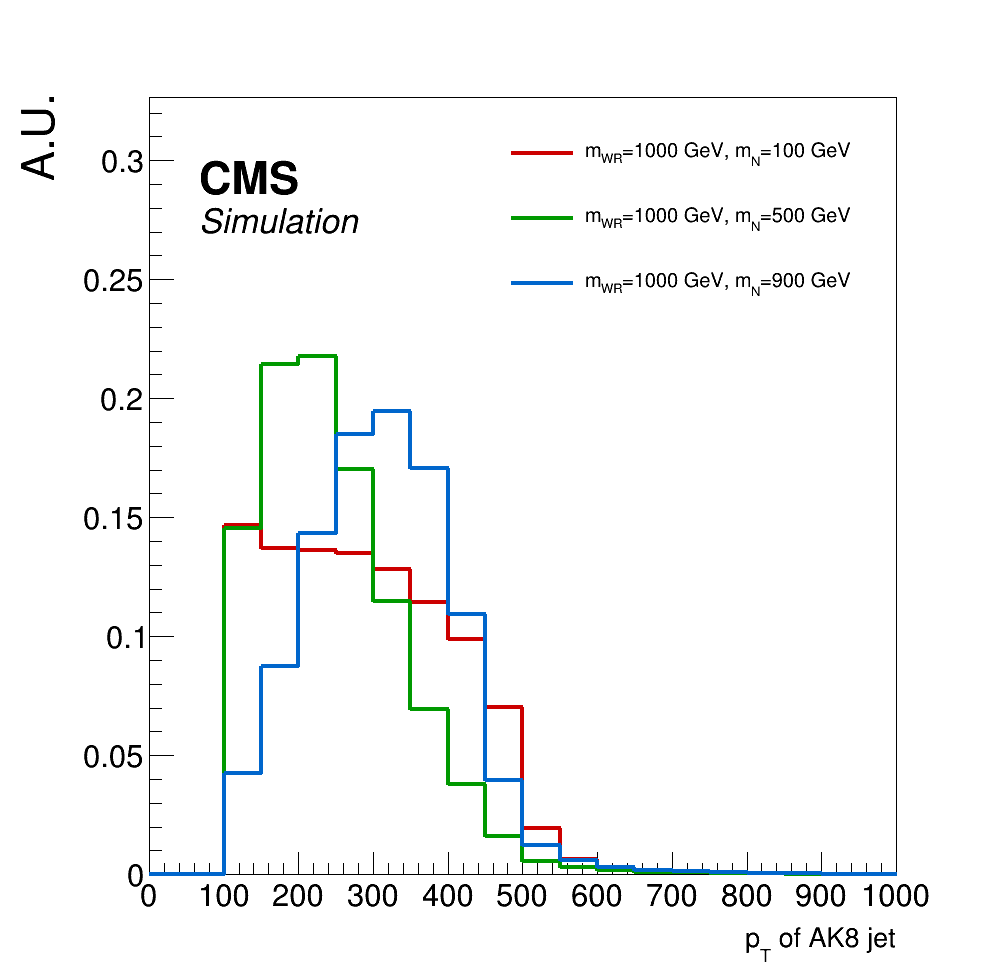 A.U.
0.3
0.25
0.2
0.15
0.1
0.05
0
CMS
Simulation
m_WR=1000 GeV, m_N=100 GeV
m_WR=1000 GeV, m_N=500 GeV
m_WR=1000 GeV, m_N=900 GeV
0 100 200 300 400 500 600 700 800 900 1000
p_T of AK8 jet